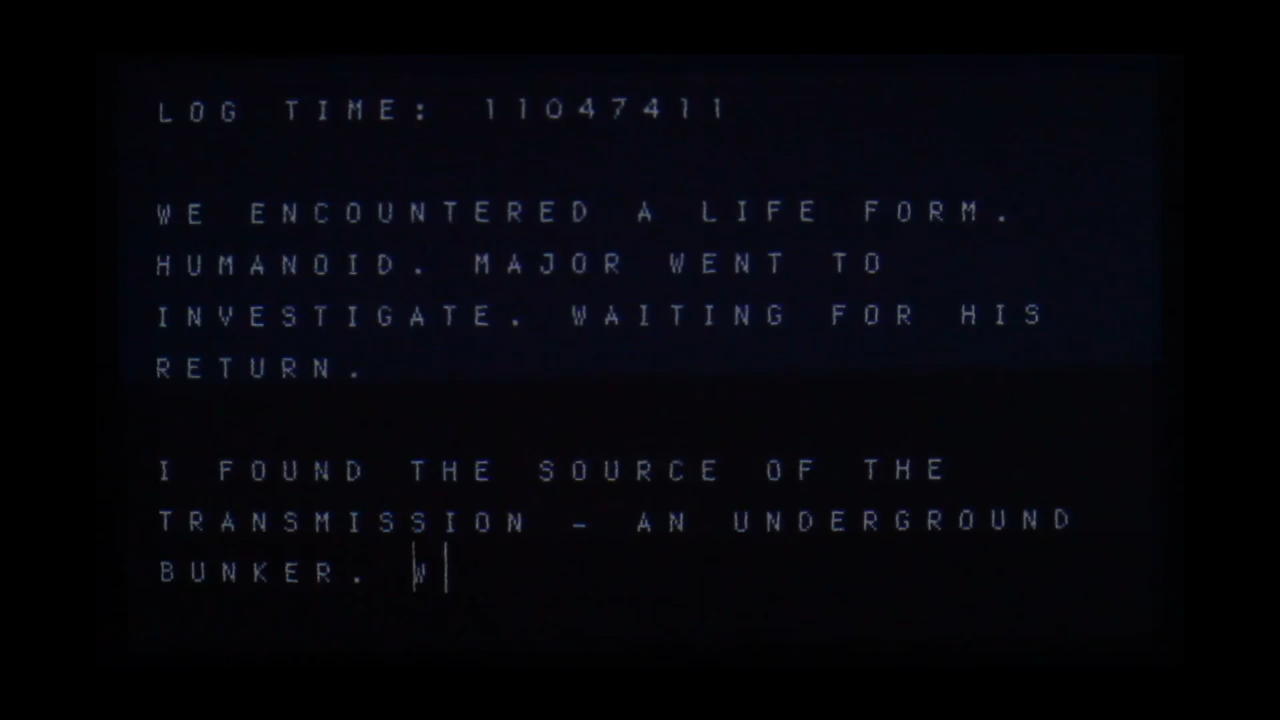 LOG TIME: 11047411
WE ENCOUNTERED A LIFE FORM.
HUMANOID. MAJOR WENT TO
INVESTIGATE. WAITING FOR HIS
RETURN.
I FOUND THE SOURCE OF THE
TRANSMISSION - AN UNDERGROUND
BUNKER. W